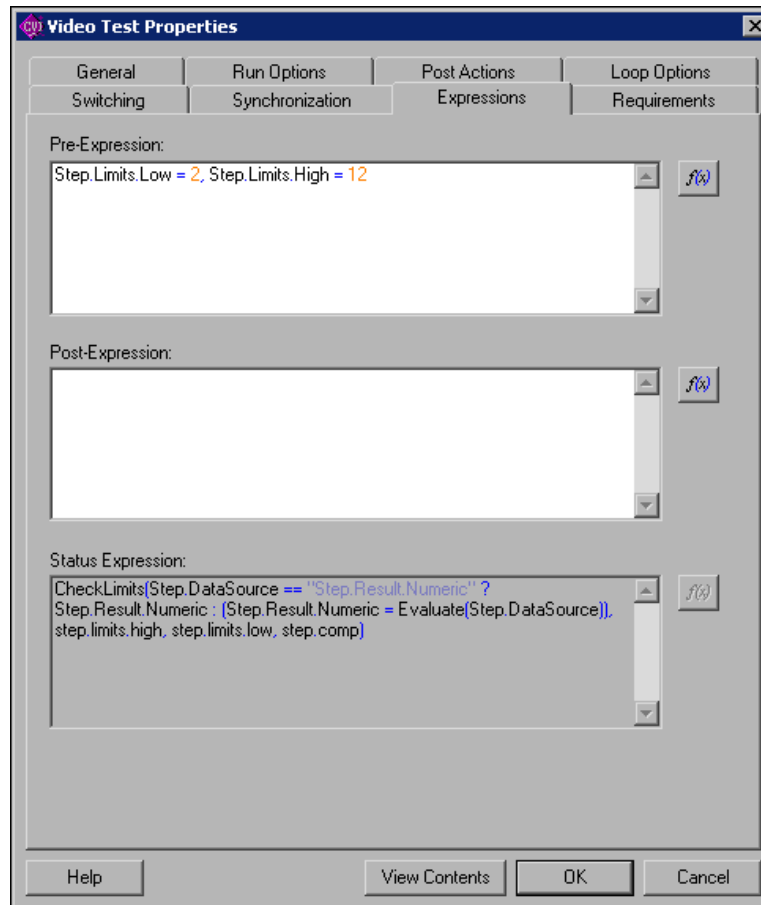 CVI Video Test Properties
General Run Options Post Actions Loop Options
Switching Synchronization Expressions Requirements
Pre-Expression:
Step.Limits.Low = 2, Step.Limits.High = 12
f(x)
Post-Expression:
f(x)
Status Expression:
CheckLimits(Step.DataSource == "Step.Result.Numeric" ?
Step.Result.Numeric : (Step.Result.Numeric = Evaluate(Step.DataSource)),
step.limits.high, step.limits.low, step.comp)
f(x)
Help View Contents OK Cancel